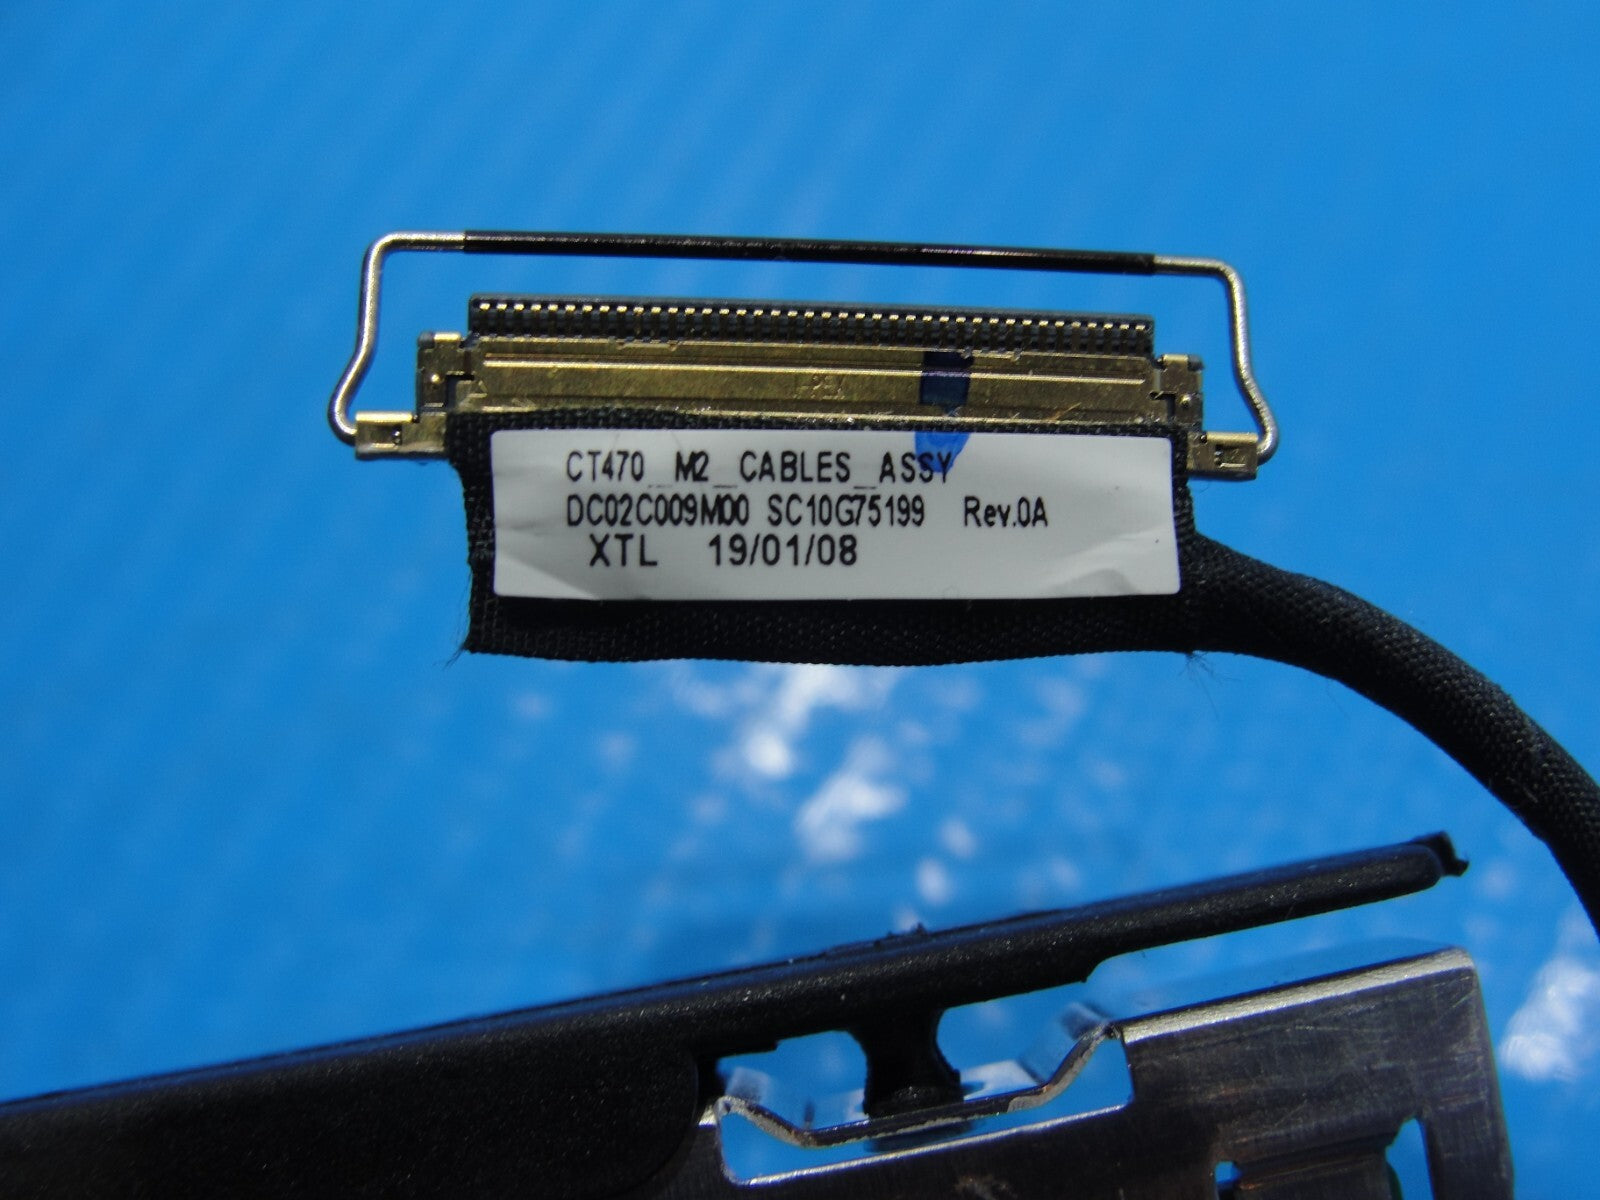 CT470_M2_CABLES_ASSY
DC02C009M00 SC10G75199 Rev.0A
XTL 19/01/08